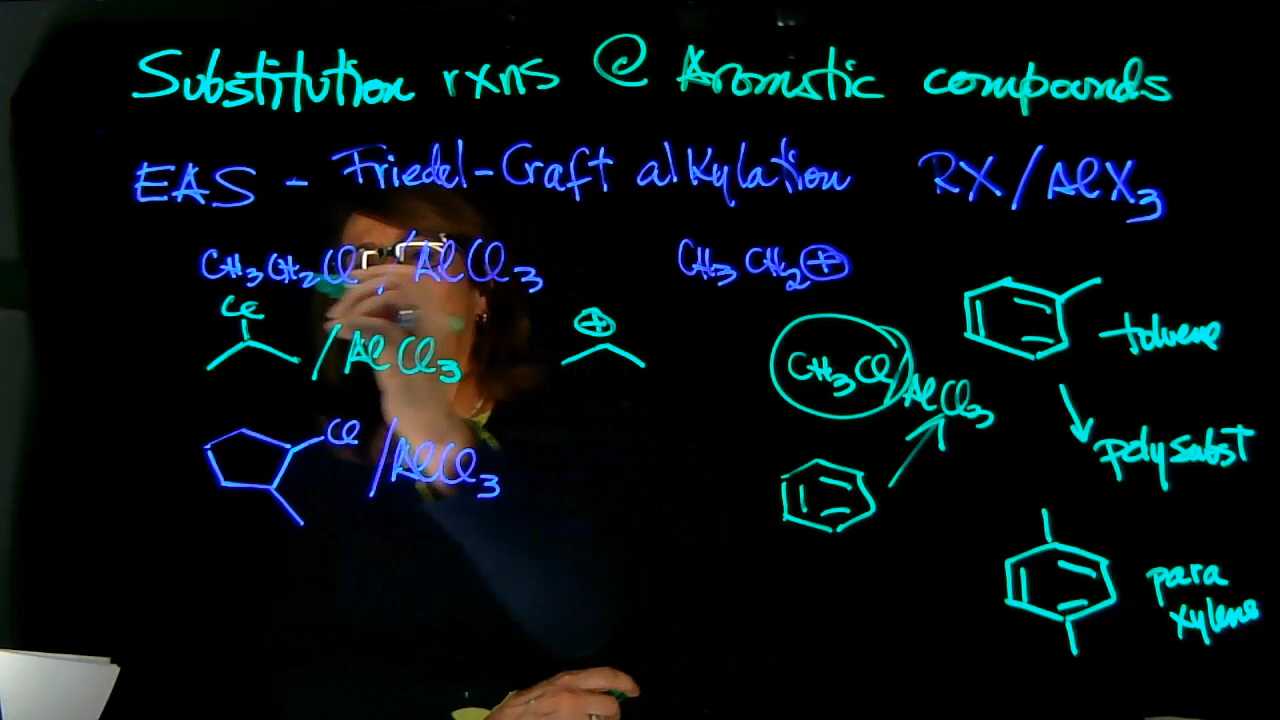 Substitution rxns @ Aromatic compounds
EAS - Friedel-Craft alkylation RX/AlX3
CH3CH2Cl/AlCl3 CH3CH2⊕
Cl
/AlCl3
⊕
Cl/AlCl3
CH3Cl/AlCl3
toluene
polysubst
para
xylene